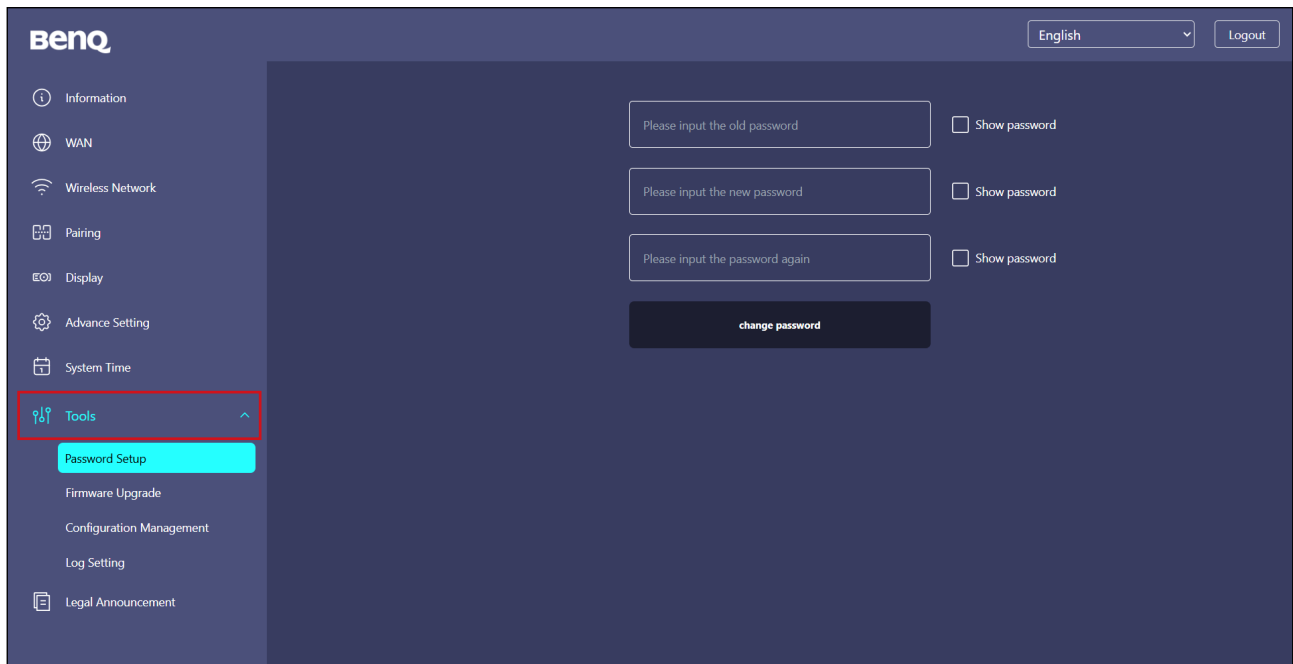 BenQ
English
Logout
Information
WAN
Wireless Network
Pairing
Display
Advance Setting
System Time
Tools
Password Setup
Firmware Upgrade
Configuration Management
Log Setting
Legal Announcement
Please input the old password
Show password
Please input the new password
Show password
Please input the password again
Show password
change password